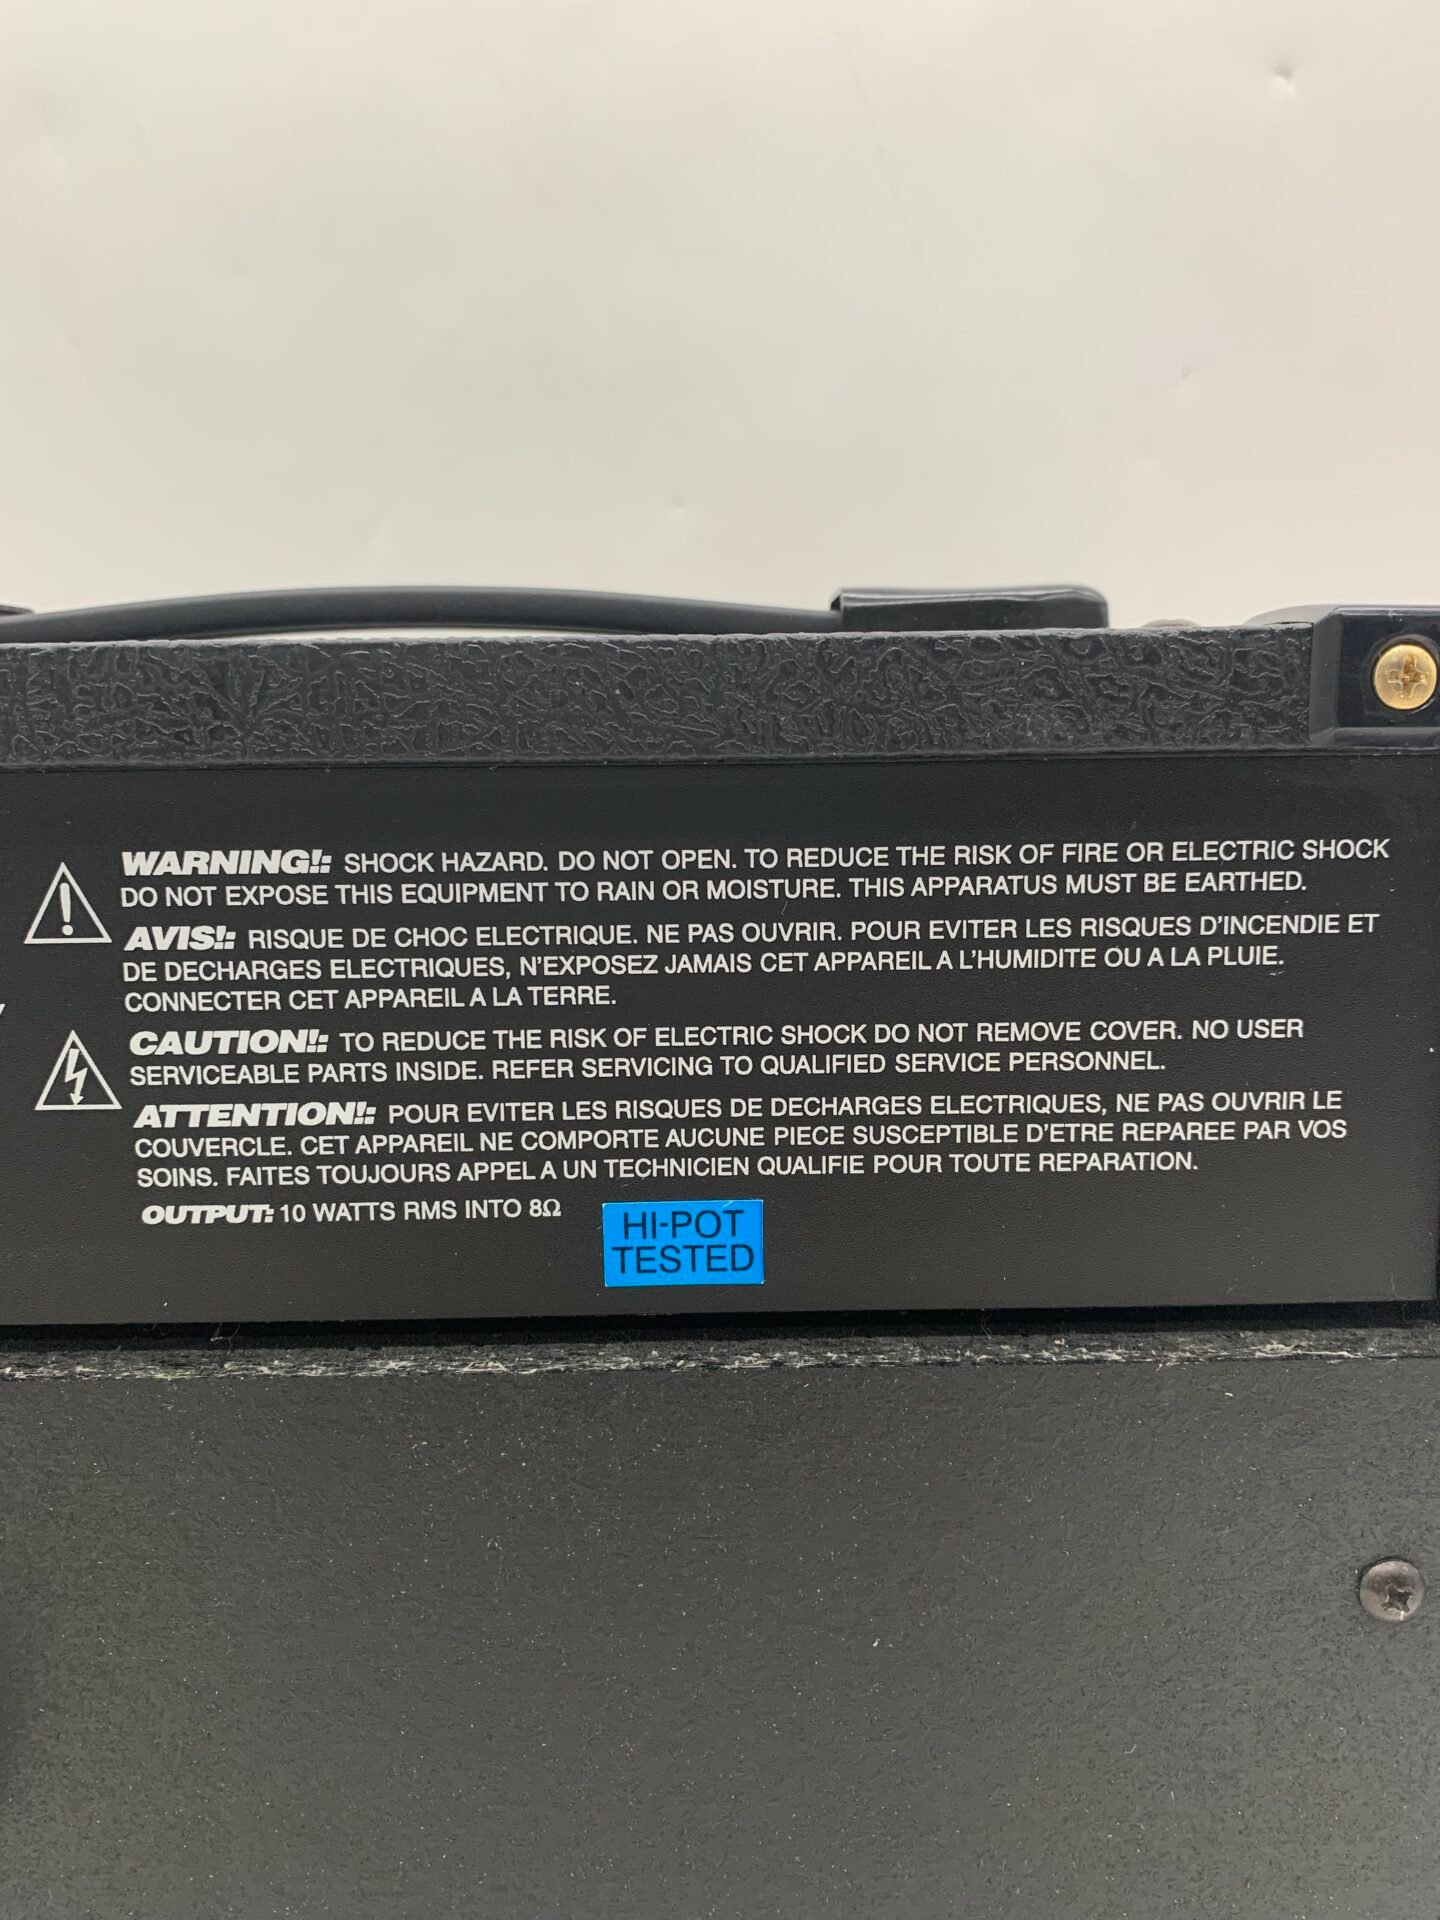 WARNING!: SHOCK HAZARD. DO NOT OPEN. TO REDUCE THE RISK OF FIRE OR ELECTRIC SHOCK
DO NOT EXPOSE THIS EQUIPMENT TO RAIN OR MOISTURE. THIS APPARATUS MUST BE EARTHED.
AVIS!: RISQUE DE CHOC ELECTRIQUE. NE PAS OUVRIR. POUR EVITER LES RISQUES D'INCENDIE ET
DE DECHARGES ELECTRIQUES, N'EXPOSEZ JAMAIS CET APPAREIL A L'HUMIDITE OU A LA PLUIE.
CONNECTER CET APPAREIL A LA TERRE.
CAUTION!: TO REDUCE THE RISK OF ELECTRIC SHOCK DO NOT REMOVE COVER. NO USER
SERVICEABLE PARTS INSIDE. REFER SERVICING TO QUALIFIED SERVICE PERSONNEL.
ATTENTION!: POUR EVITER LES RISQUES DE DECHARGES ELECTRIQUES, NE PAS OUVRIR LE
COUVERCLE. CET APPAREIL NE COMPORTE AUCUNE PIECE SUSCEPTIBLE D'ETRE REPAREE PAR VOS
SOINS. FAITES TOUJOURS APPEL A UN TECHNICIEN QUALIFIE POUR TOUTE REPARATION.
OUTPUT: 10 WATTS RMS INTO 8Ω
HI-POT
TESTED